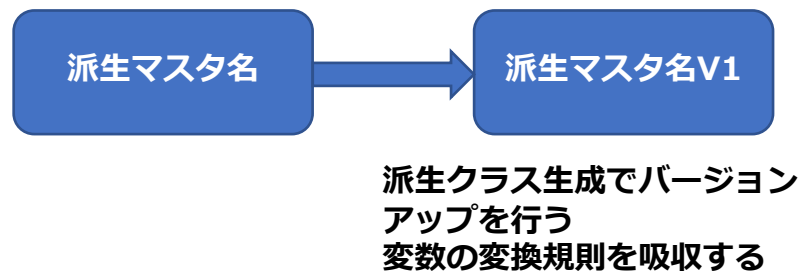 派生マスタ名
派生マスタ名V1
派生クラス生成でバージョン
アップを行う
変数の変換規則を吸収する